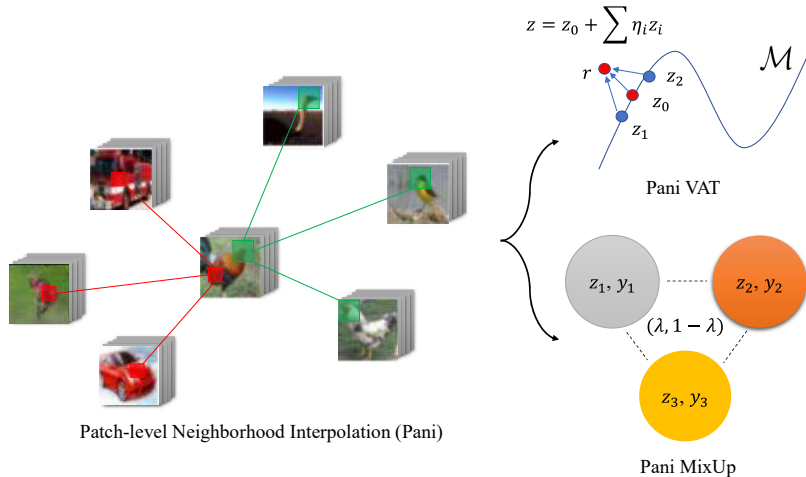 z = z₀ + ∑ ηᵢzᵢ
ℳ
r
z₂
z₀
z₁
Pani VAT
z₁, y₁
z₂, y₂
(λ, 1 − λ)
z₃, y₃
Patch-level Neighborhood Interpolation (Pani)
Pani MixUp